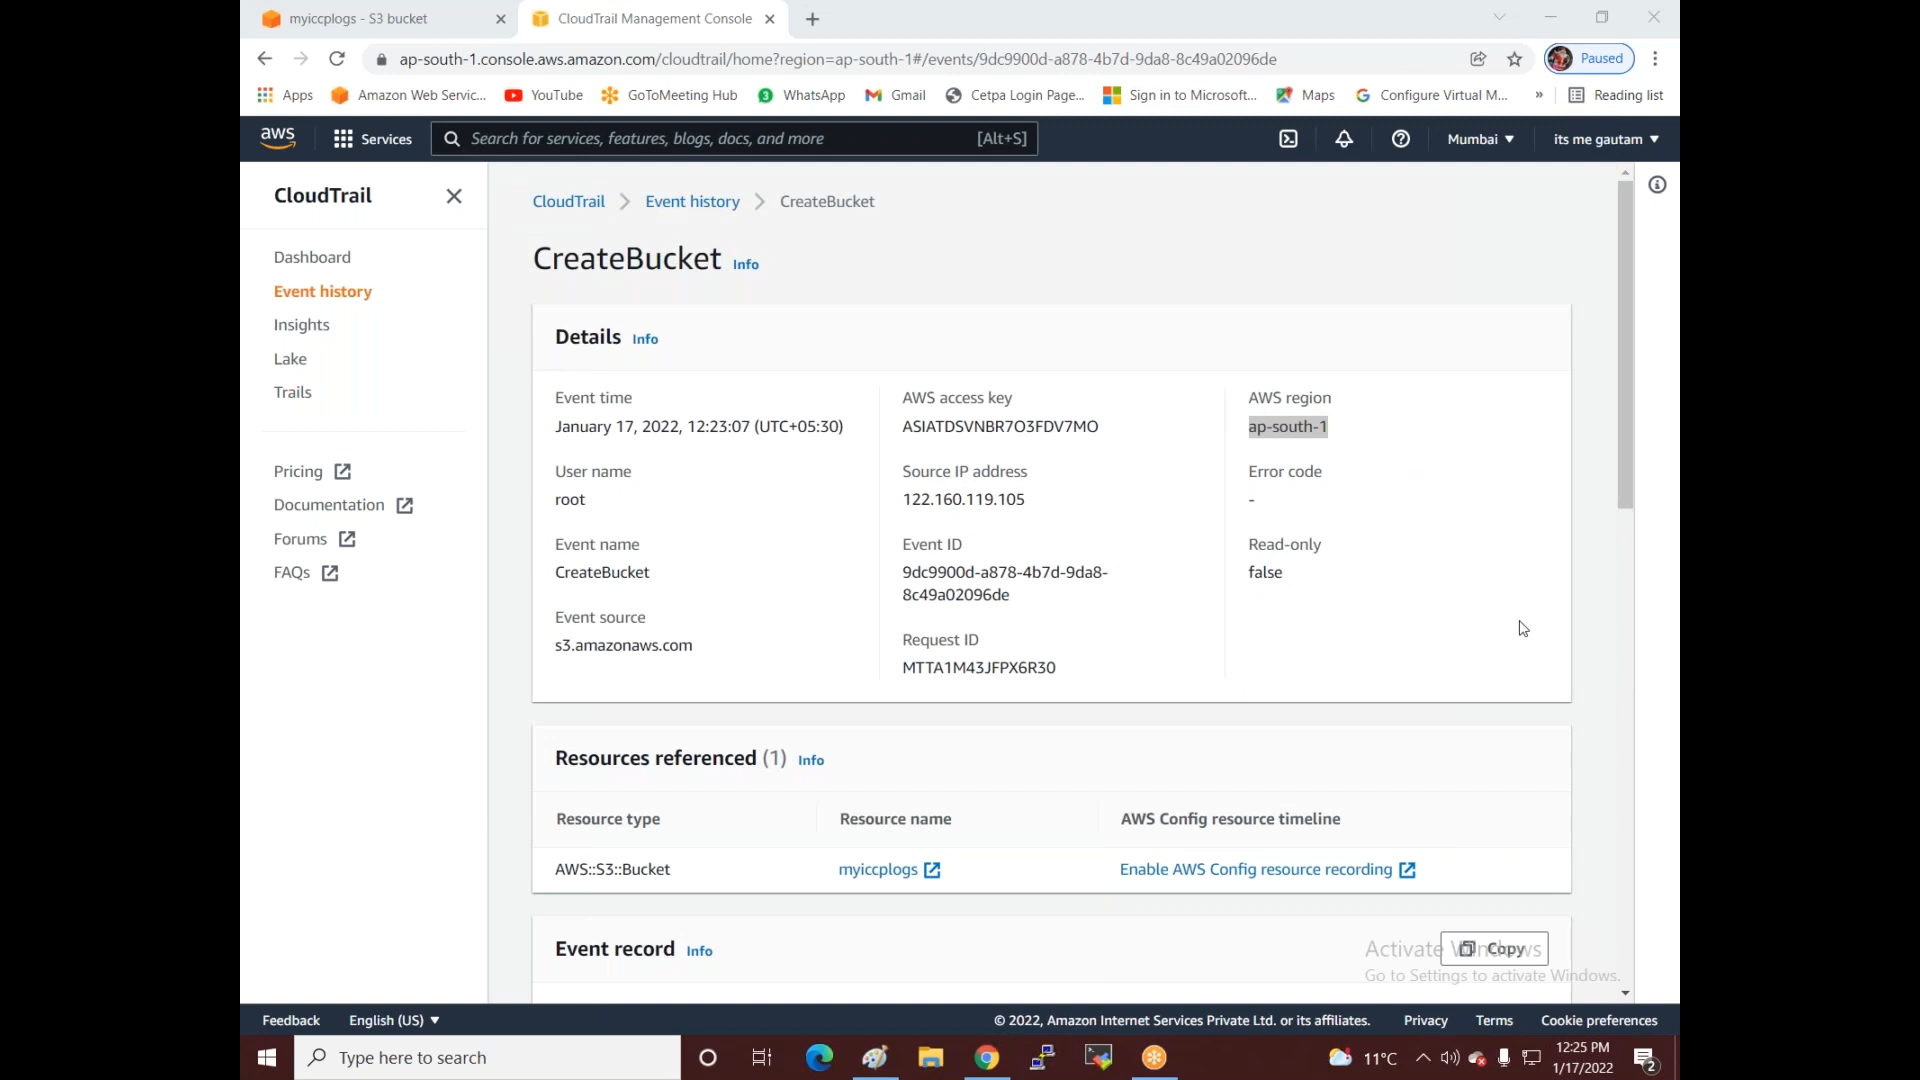 myiccplogs - S3 bucket
CloudTrail Management Console
ap-south-1.console.aws.amazon.com/cloudtrail/home?region=ap-south-1#/events/9dc9900d-a878-4b7d-9da8-8c49a02096de
Paused
Apps
Amazon Web Servic...
YouTube
GoToMeeting Hub
3
WhatsApp
Gmail
Cetpa Login Page...
Sign in to Microsoft...
Maps
Configure Virtual M...
»
Reading list
aws
Services
Search for services, features, blogs, docs, and more
[Alt+S]
Mumbai
its me gautam
CloudTrail
Dashboard
Event history
Insights
Lake
Trails
Pricing
Documentation
Forums
FAQs
CloudTrail
Event history
CreateBucket
CreateBucket Info
Details Info
Event time
January 17, 2022, 12:23:07 (UTC+05:30)
User name
root
Event name
CreateBucket
Event source
s3.amazonaws.com
AWS access key
ASIATDSVNBR7O3FDV7MO
Source IP address
122.160.119.105
Event ID
9dc9900d-a878-4b7d-9da8-
8c49a02096de
Request ID
MTTA1M43JFPX6R30
AWS region
ap-south-1
Error code
-
Read-only
false
Resources referenced (1) Info
Resource type
Resource name
AWS Config resource timeline
AWS::S3::Bucket
myiccplogs
Enable AWS Config resource recording
Event record Info
Copy
Activate Windows
Go to Settings to activate Windows.
Feedback
English (US)
© 2022, Amazon Internet Services Private Ltd. or its affiliates.
Privacy
Terms
Cookie preferences
Type here to search
11°C
12:25 PM
1/17/2022
2